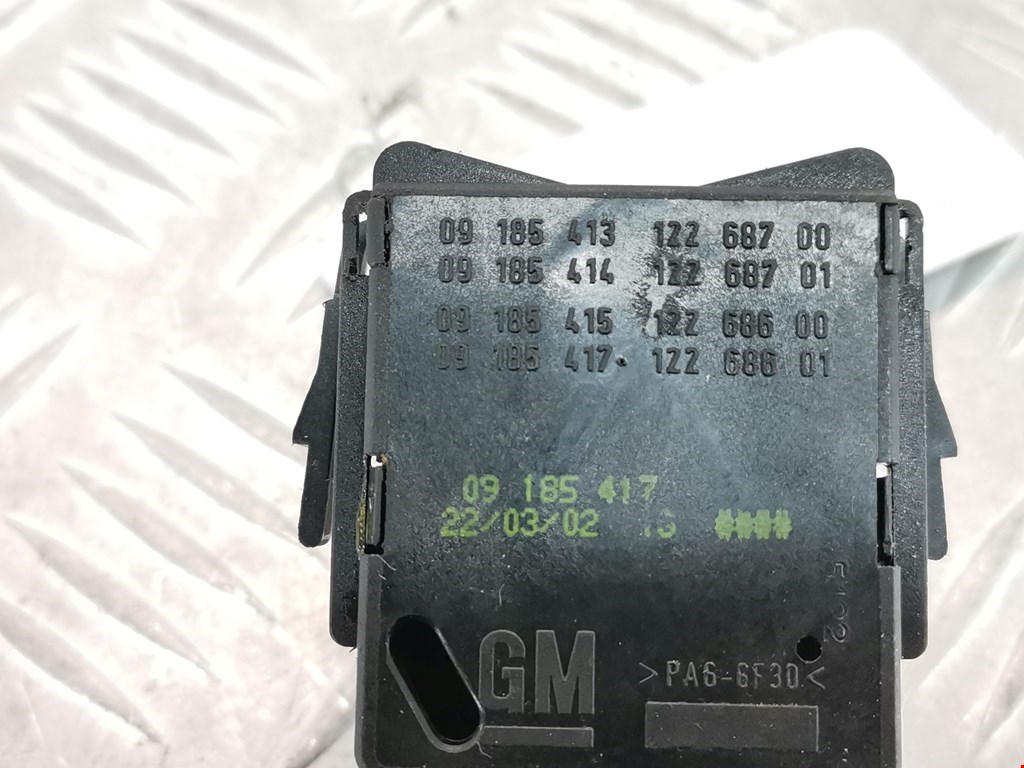 09 185 413 122 687 00
09 185 414 122 687 01
09 185 415 122 686 00
09 185 417 122 686 01
09 185 417
22/03/02 ####
GM
>PA6-GF30<